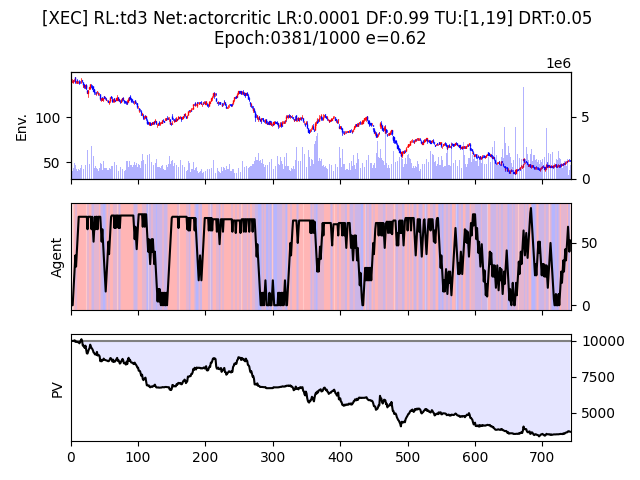 [XEC] RL:td3 Net:actorcritic LR:0.0001 DF:0.99 TU:[1,19] DRT:0.05
Epoch:0381/1000 e=0.62
1e6
Env.
100
50
5
0
Agent
50
0
PV
10000
7500
5000
0 100 200 300 400 500 600 700